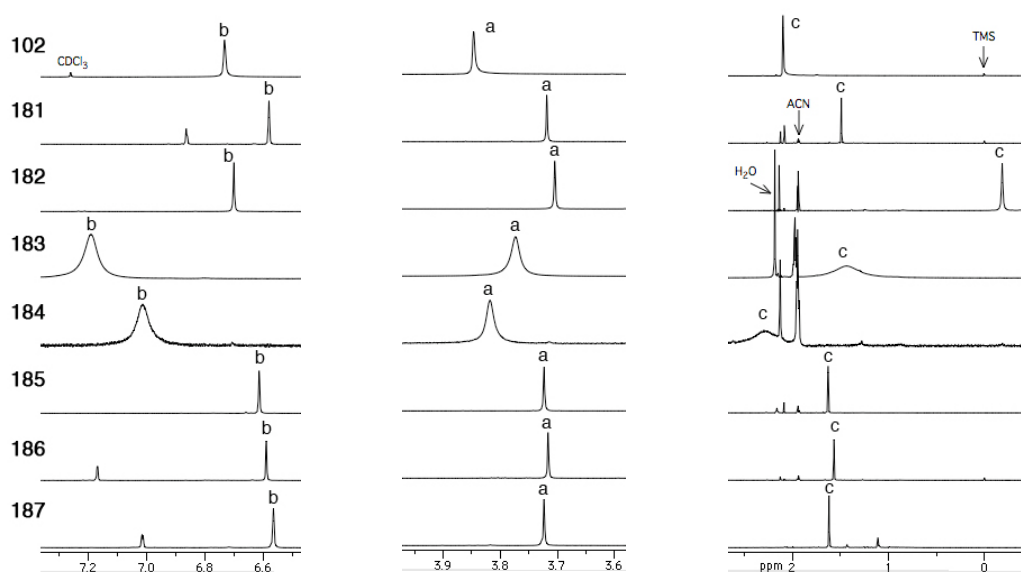 102 CDCl₃ b a c TMS
181 b a ACN c
182 b a H₂O c
183 b a c
184 b a c
185 b a c
186 b a c
187 b a c
7.2 7.0 6.8 6.6 3.9 3.8 3.7 3.6 ppm 2 1 0